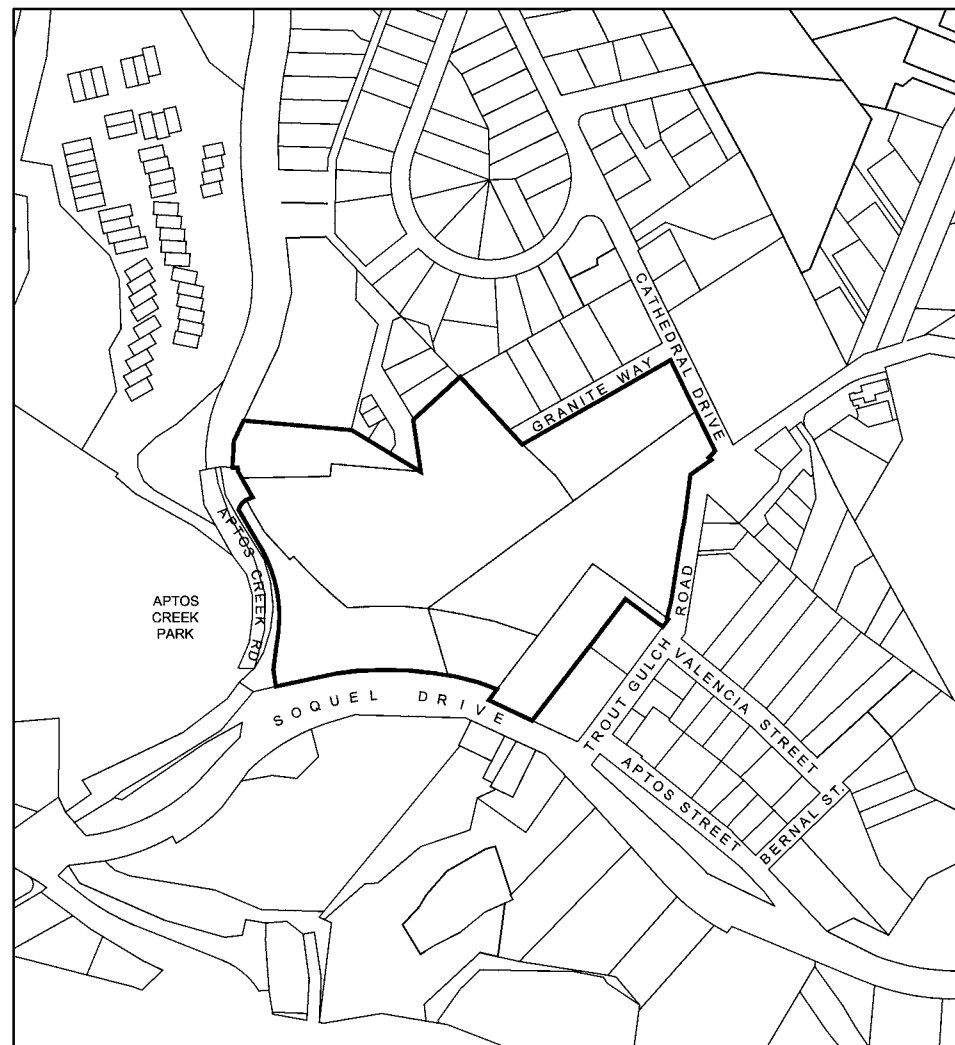 CATHEDRAL DRIVE
GRANITE WAY
APTOS CREEK RD
ROAD
APTOS
CREEK
PARK
TROUT GULCH
VALENCIA STREET
SOQUEL DRIVE
APTOS STREET
BERNAL ST.